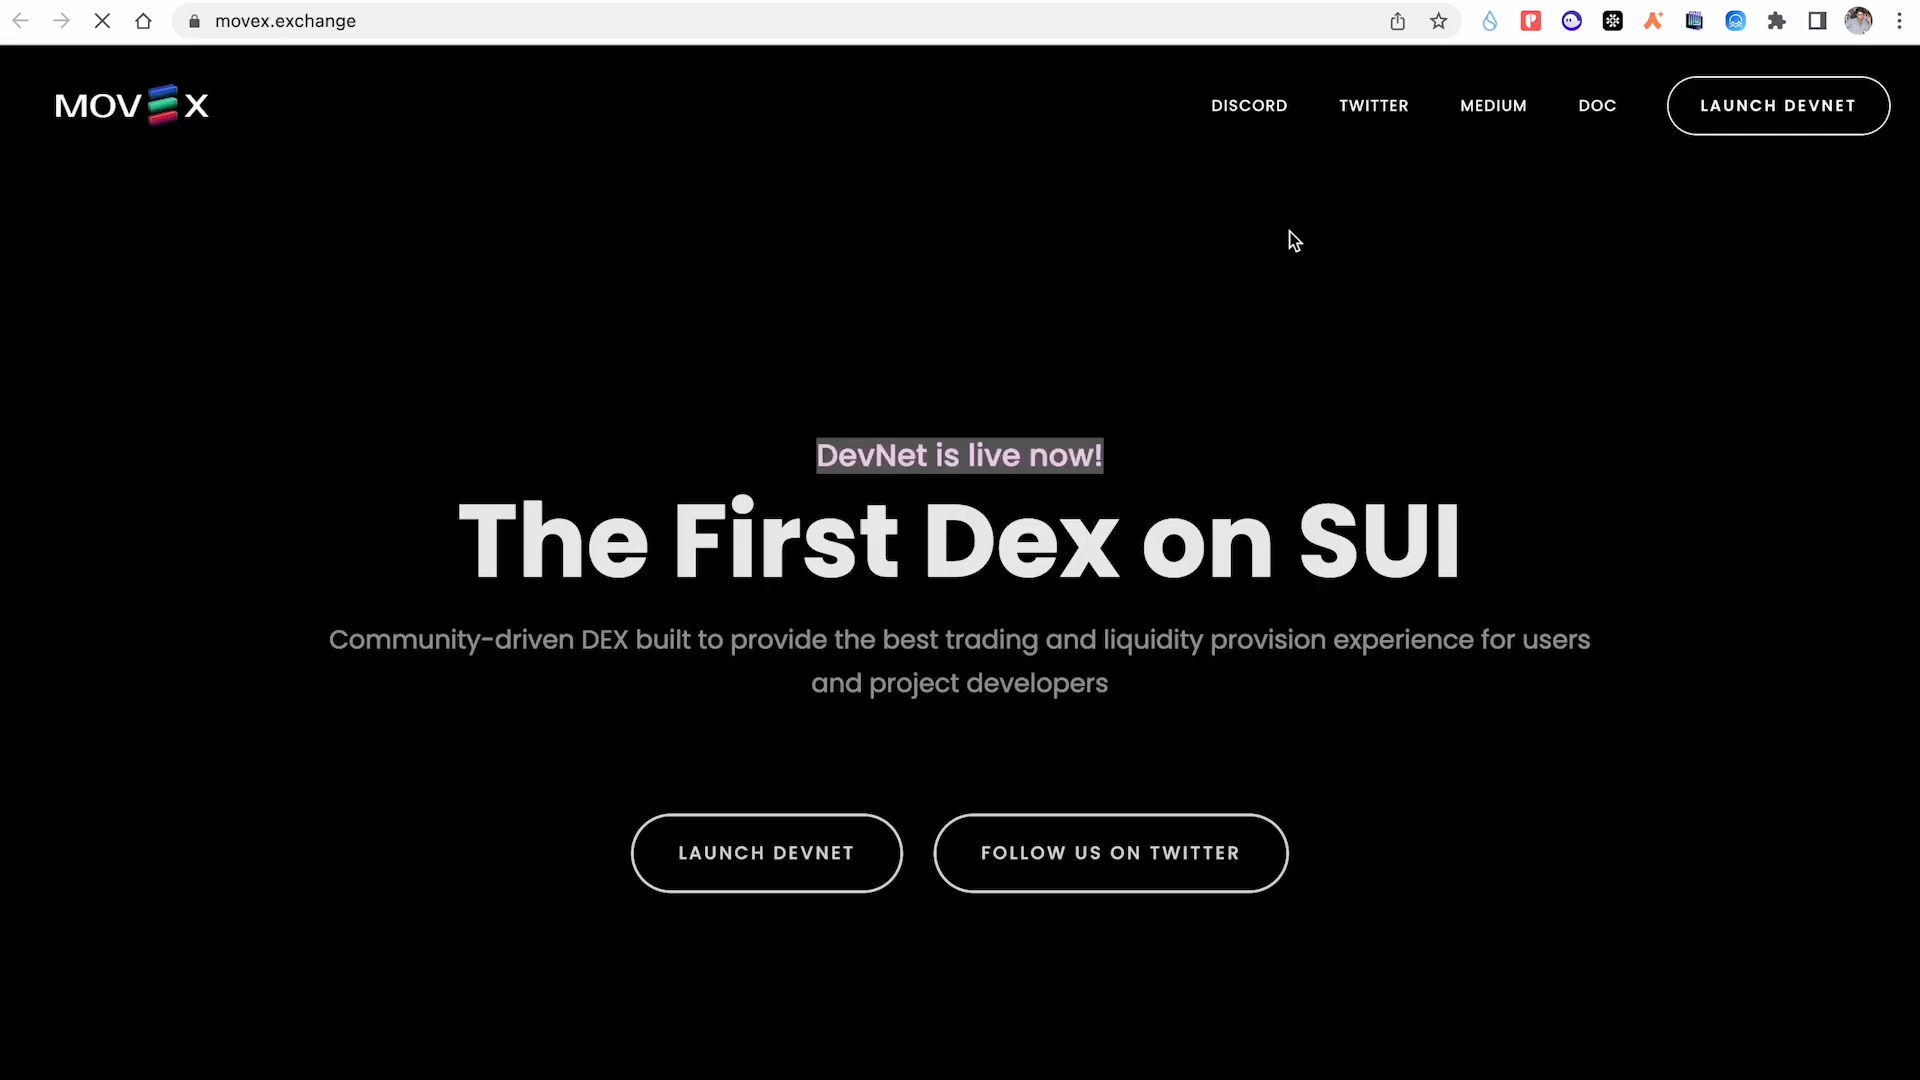 movex.exchange
MOVEX
DISCORD
TWITTER
MEDIUM
DOC
LAUNCH DEVNET
DevNet is live now!
The First Dex on SUI
Community-driven DEX built to provide the best trading and liquidity provision experience for users
and project developers
LAUNCH DEVNET
FOLLOW US ON TWITTER